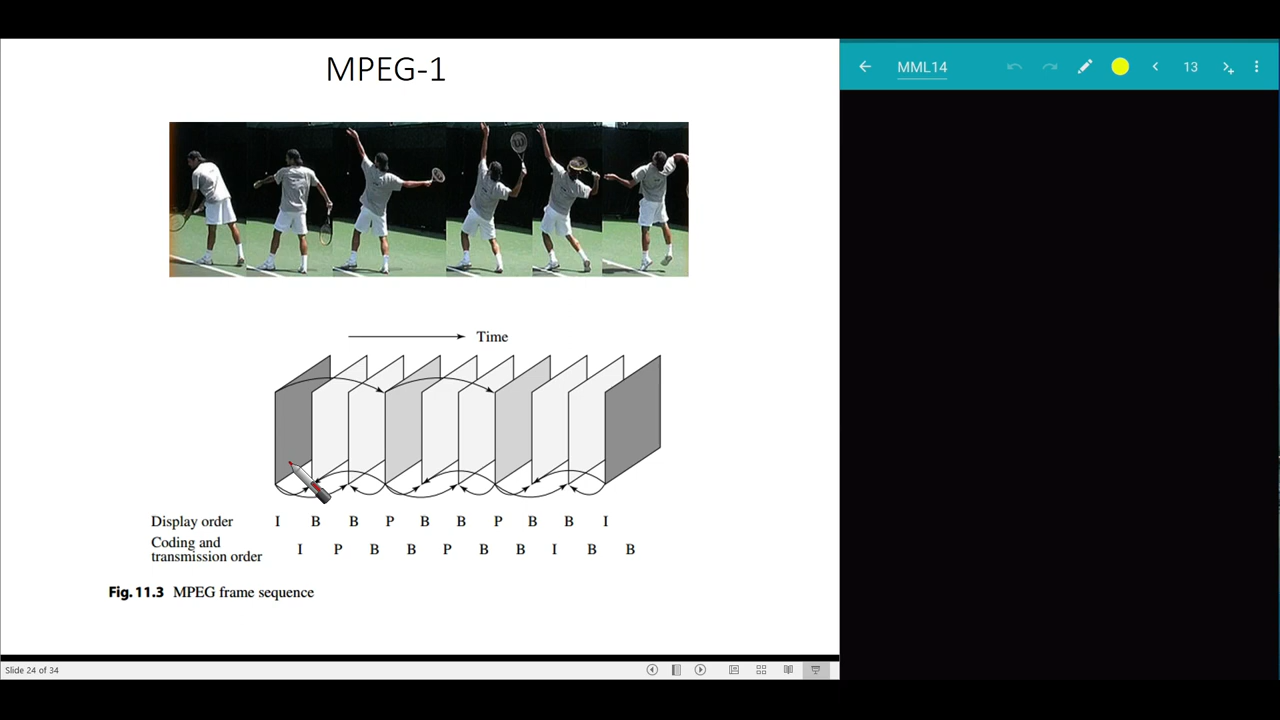 MPEG-1
MML14
13
Time
Display order I B B P B B P B B I
Coding and
transmission order I P B B P B B I B B
Fig. 11.3 MPEG frame sequence
Slide 24 of 34